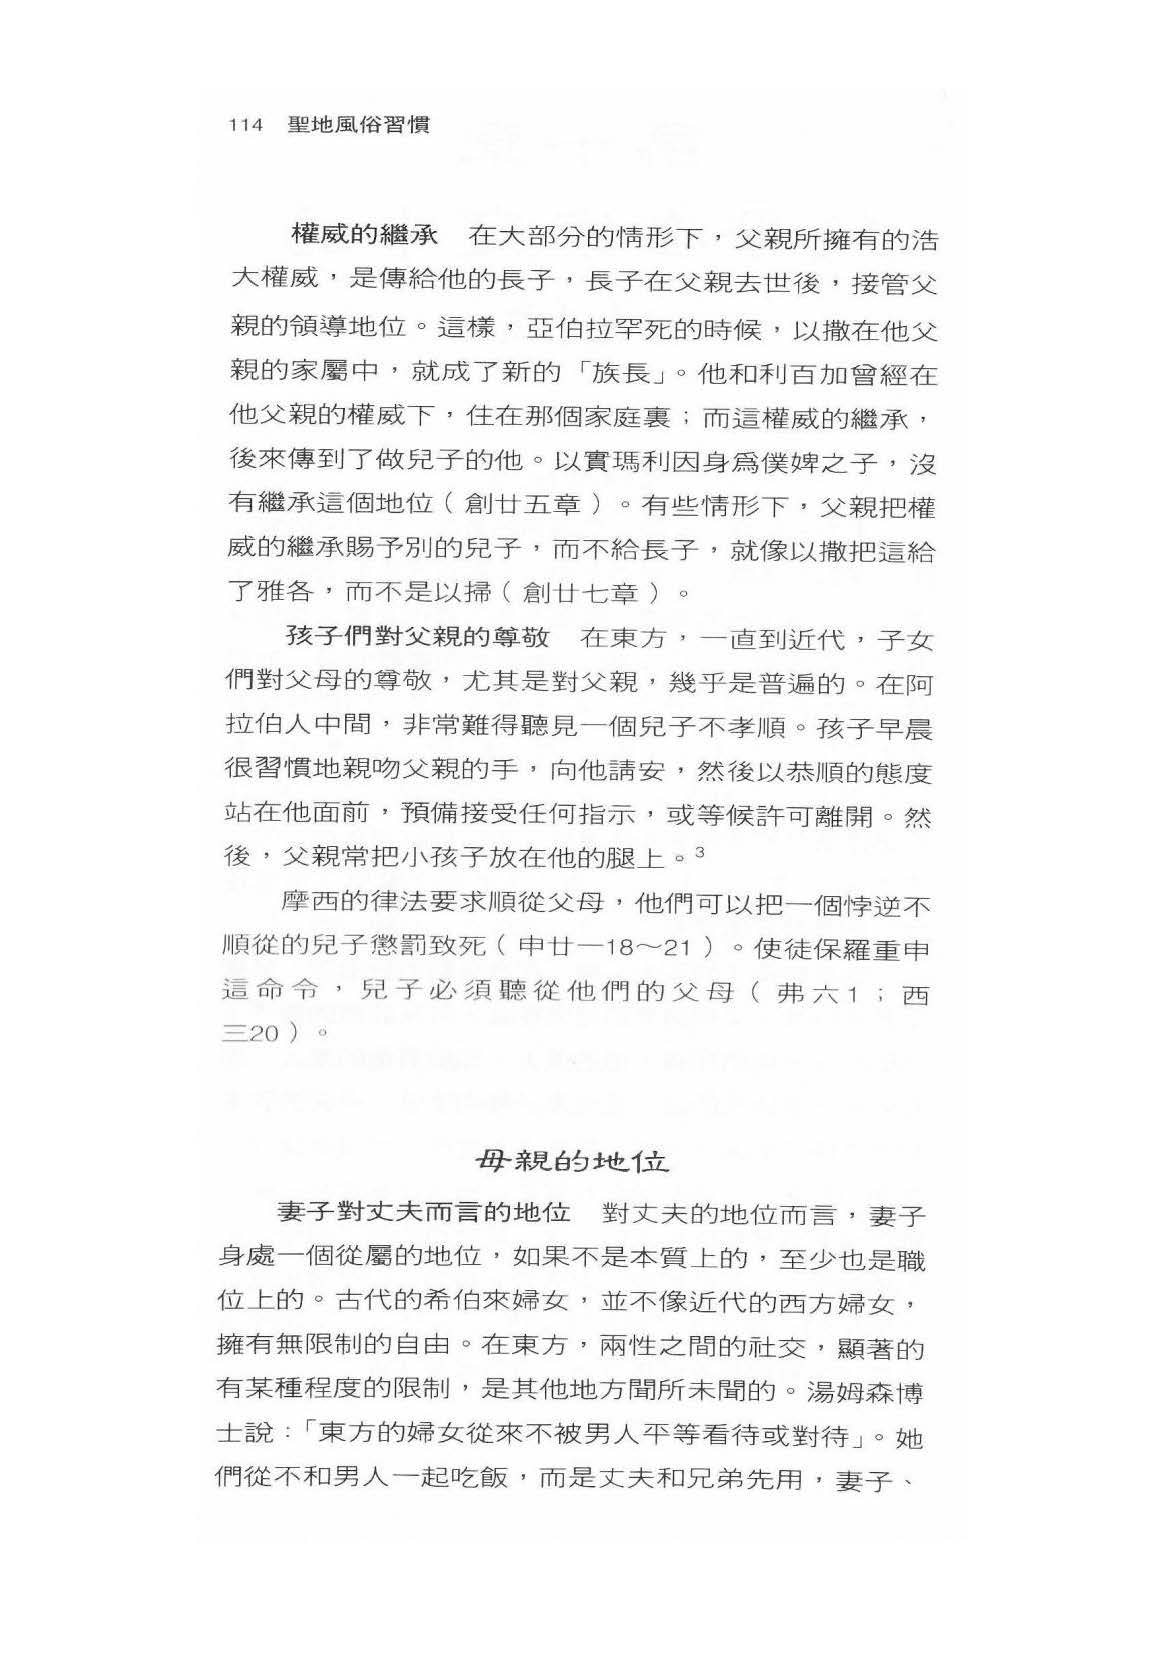 114 聖地風俗習慣
權威的繼承 在大部分的情形下，父親所擁有的浩
大權威，是傳給他的長子，長子在父親去世後，接管父
親的領導地位。這樣，亞伯拉罕死的時候，以撒在他父
親的家屬中，就成了新的「族長」。他和利百加曾經在
他父親的權威下，住在那個家庭裏；而這權威的繼承，
後來傳到了做兒子的他。以實瑪利因身爲僕婢之子，沒
有繼承這個地位（創廿五章）。有些情形下，父親把權
威的繼承賜予別的兒子，而不給長子，就像以撒把這給
了雅各，而不是以掃（創廿七章）。
孩子們對父親的尊敬 在東方，一直到近代，子女
們對父母的尊敬，尤其是對父親，幾乎是普遍的。在阿
拉伯人中間，非常難得聽見一個兒子不孝順。孩子早晨
很習慣地親吻父親的手，向他請安，然後以恭順的態度
站在他面前，預備接受任何指示，或等候許可離開。然
後，父親常把小孩子放在他的腿上。3
摩西的律法要求順從父母，他們可以把一個悖逆不
順從的兒子懲罰致死（申廿一18～21）。使徒保羅重申
這命令，兒子必須聽從他們的父母（弗六1；西
三20）。
母親的地位
妻子對丈夫而言的地位 對丈夫的地位而言，妻子
身處一個從屬的地位，如果不是本質上的，至少也是職
位上的。古代的希伯來婦女，並不像近代的西方婦女，
擁有無限制的自由。在東方，兩性之間的社交，顯著的
有某種程度的限制，是其他地方聞所未聞的。湯姆森博
士說：「東方的婦女從來不被男人平等看待或對待」。她
們從不和男人一起吃飯，而是丈夫和兄弟先用，妻子、